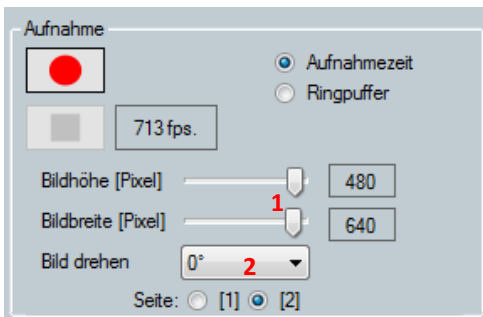 Aufnahme
Aufnahmezeit
Ringpuffer
713 fps.
Bildhöhe [Pixel] 480
1
Bildbreite [Pixel] 640
Bild drehen 0° 2
Seite: [1] [2]